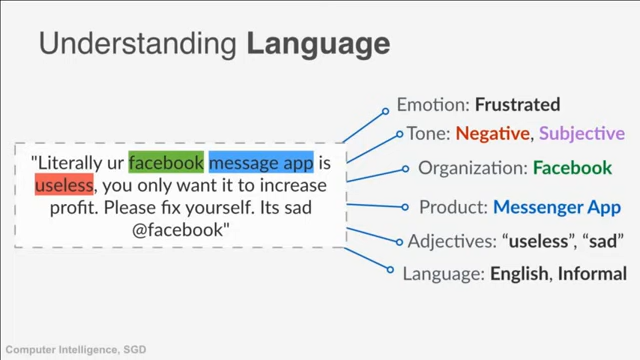 Understanding Language
"Literally ur facebook message app is
useless, you only want it to increase
profit. Please fix yourself. Its sad
@facebook"
Emotion: Frustrated
Tone: Negative, Subjective
Organization: Facebook
Product: Messenger App
Adjectives: “useless”, “sad”
Language: English, Informal
Computer Intelligence, SGD